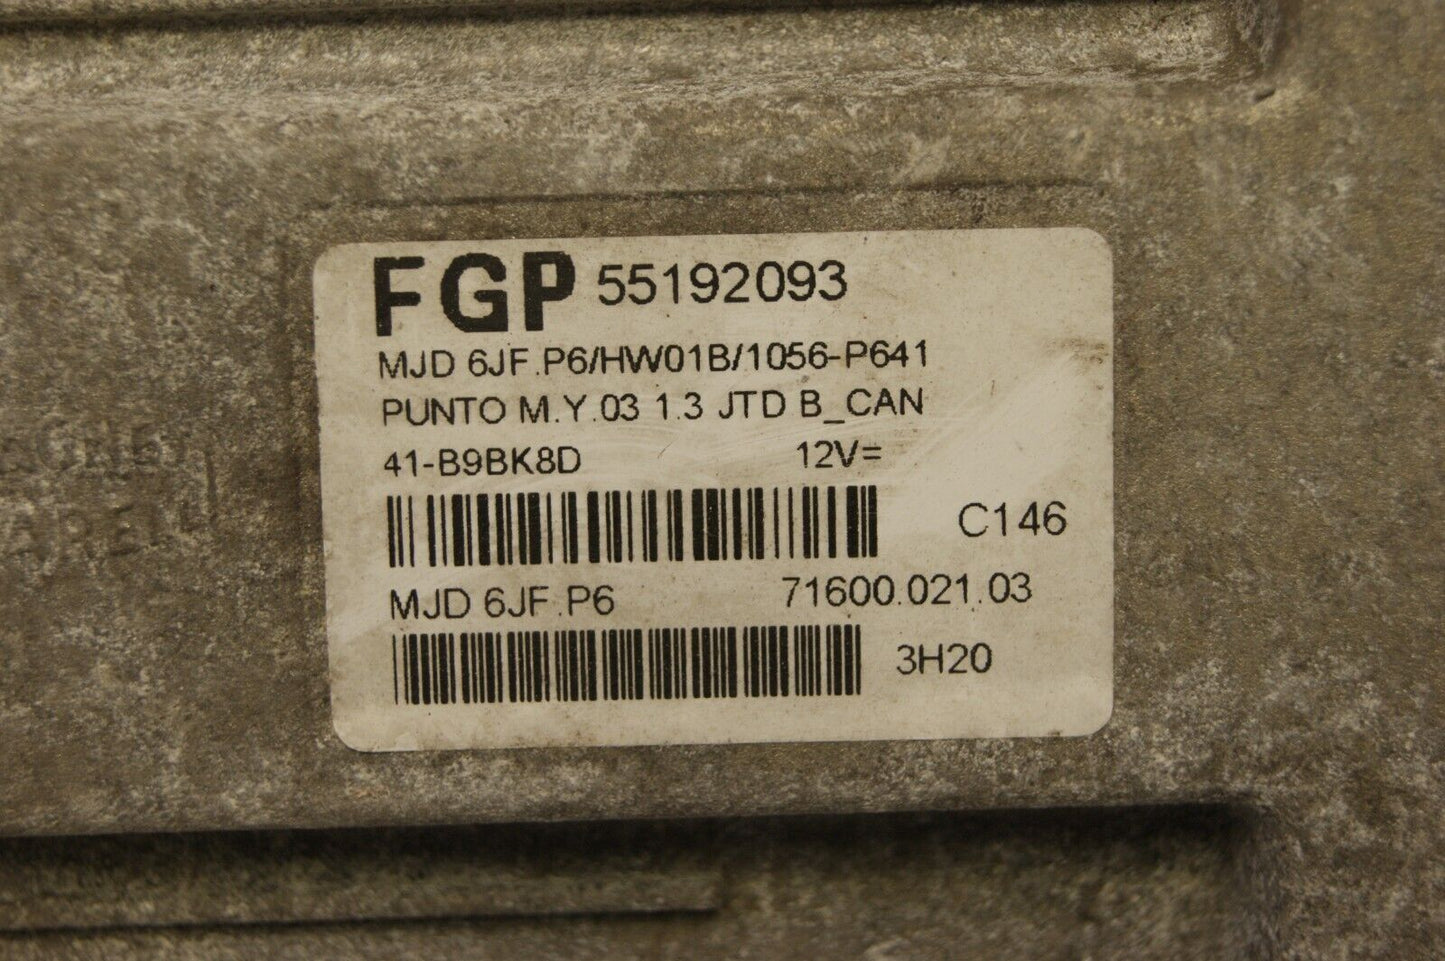 FGP 55192093
MJD 6JF.P6/HW01B/1056-P641
PUNTO M.Y.03 1.3 JTD B_CAN
41-B9BK8D 12V=
C146
MJD 6JF.P6 71600.021.03
3H20